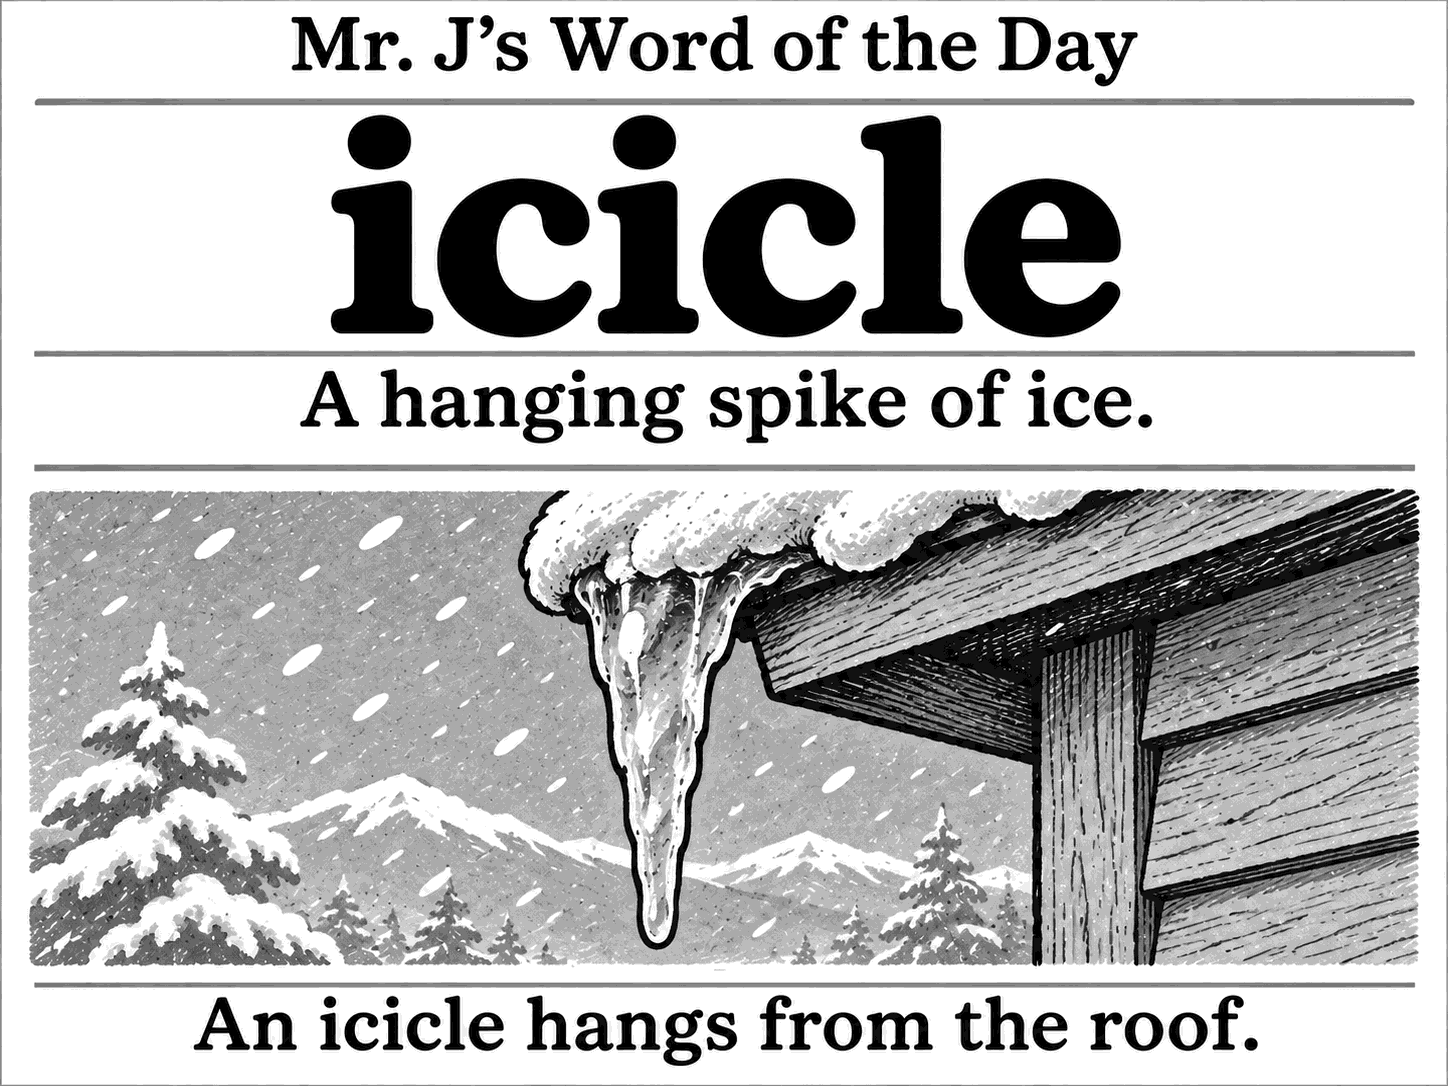 Mr. J’s Word of the Day
icicle
A hanging spike of ice.
An icicle hangs from the roof.